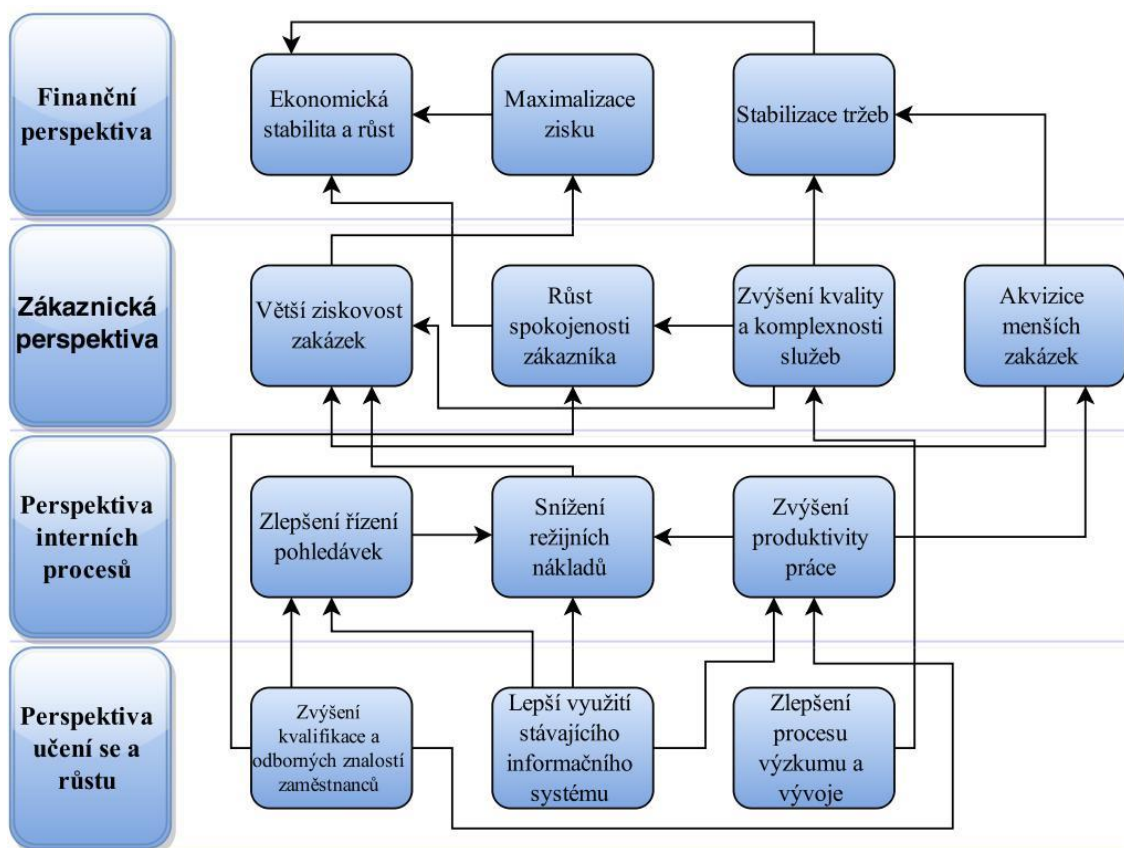 Finanční
perspektiva
Ekonomická
stabilita a růst
Maximalizace
zisku
Stabilizace tržeb
Zákaznická
perspektiva
Větší ziskovost
zakázek
Růst
spokojenosti
zákazníka
Zvýšení kvality
a komplexnosti
služeb
Akvizice
menších
zakázek
Perspektiva
interních
procesů
Zlepšení řízení
pohledávek
Snížení
režijních
nákladů
Zvýšení
produktivity
práce
Perspektiva
učení se a
růstu
Zvýšení
kvalifikace a
odborných znalostí
zaměstnanců
Lepší využití
stávajícího
informačního
systému
Zlepšení
procesu
výzkumu a
vývoje